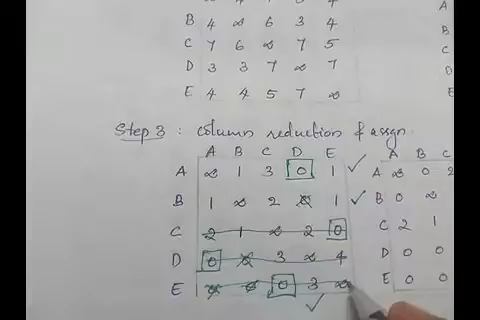 B 4 ∞ 6 3 4
C 7 6 ∞ 7 5
D 3 3 7 ∞ 7
E 4 4 5 7 ∞
Step 3 : Column reduction & assign.
A B C D E
A ∞ 1 3 0 1 ✓
B 1 ∞ 2 0 1 ✓
C 2 1 ∞ 2 0
D 0 0 3 ∞ 4
E 0 0 0 3 ∞
✓
A
B
C
D
E
A B C
A ∞ 0 2
B 0 ∞
C 2 1
D 0 0
E 0 0